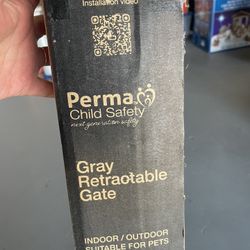 Installation video
Perma
Child Safety
next generation safety
Gray
Retractable
Gate
INDOOR / OUTDOOR
SUITABLE FOR PETS